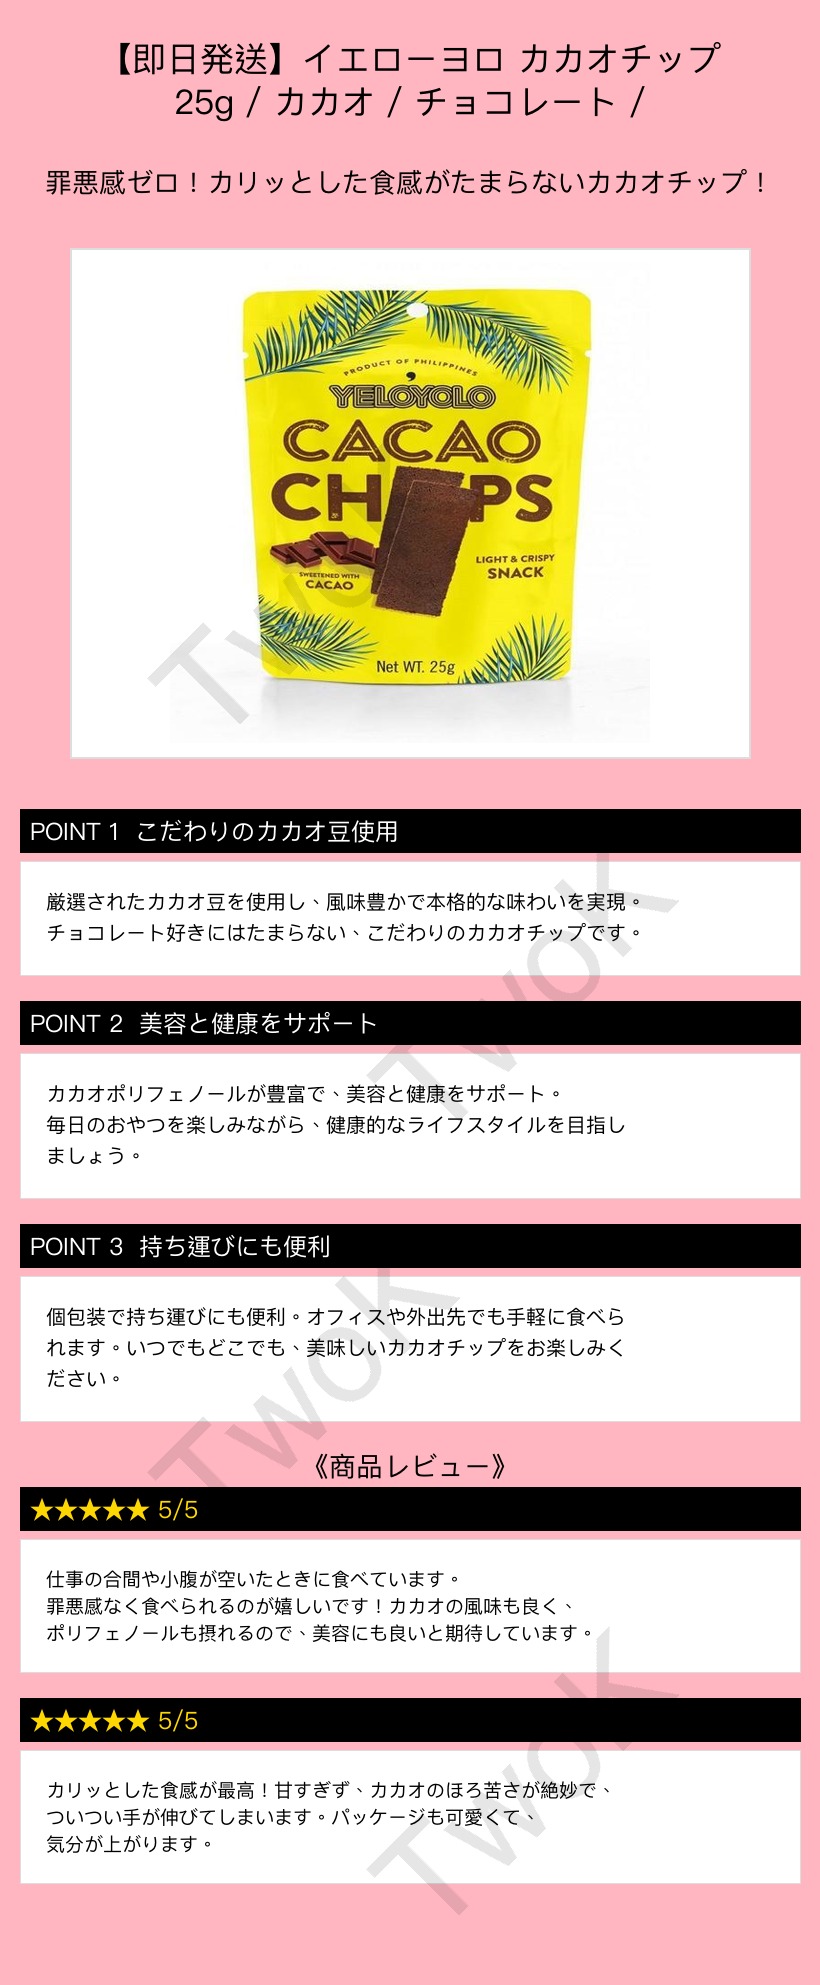 【即日発送】イエローヨロ カカオチップ
25g / カカオ / チョコレート /
罪悪感ゼロ！カリッとした食感がたまらないカカオチップ！
PRODUCT OF PHILIPPINES
YELOYOLO
CACAO
CHIPS
SWEETENED WITH
CACAO
LIGHT & CRISPY
SNACK
Net WT. 25g
TwoK
POINT 1 こだわりのカカオ豆使用
厳選されたカカオ豆を使用し、風味豊かで本格的な味わいを実現。
チョコレート好きにはたまらない、こだわりのカカオチップです。
TwoK
POINT 2 美容と健康をサポート
カカオポリフェノールが豊富で、美容と健康をサポート。
毎日のおやつを楽しみながら、健康的なライフスタイルを目指し
ましょう。
POINT 3 持ち運びにも便利
個包装で持ち運びにも便利。オフィスや外出先でも手軽に食べら
れます。いつでもどこでも、美味しいカカオチップをお楽しみく
ださい。
TwoK
《商品レビュー》
★★★★★ 5/5
仕事の合間や小腹が空いたときに食べています。
罪悪感なく食べられるのが嬉しいです！カカオの風味も良く、
ポリフェノールも摂れるので、美容にも良いと期待しています。
★★★★★ 5/5
カリッとした食感が最高！甘すぎず、カカオのほろ苦さが絶妙で、
ついつい手が伸びてしまいます。パッケージも可愛くて、
気分が上がります。
TwoK